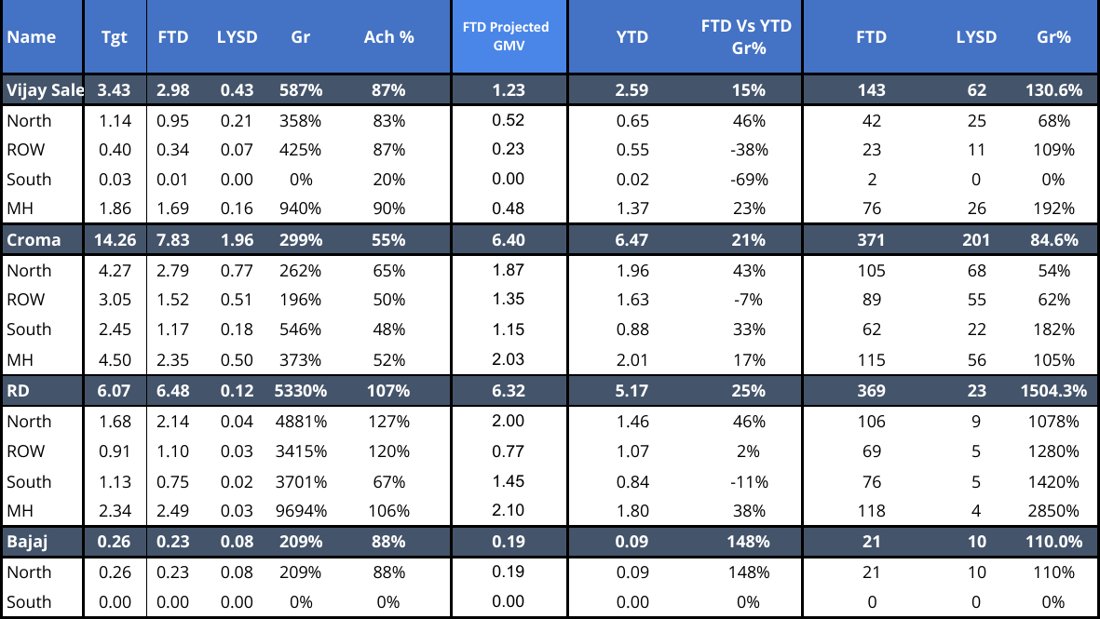 Name Tgt FTD LYSD Gr Ach % FTD Projected GMV YTD FTD Vs YTD Gr% FTD LYSD Gr%
Vijay Sale 3.43 2.98 0.43 587% 87% 1.23 2.59 15% 143 62 130.6%
North 1.14 0.95 0.21 358% 83% 0.52 0.65 46% 42 25 68%
ROW 0.40 0.34 0.07 425% 87% 0.23 0.55 -38% 23 11 109%
South 0.03 0.01 0.00 0% 20% 0.00 0.02 -69% 2 0 0%
MH 1.86 1.69 0.16 940% 90% 0.48 1.37 23% 76 26 192%
Croma 14.26 7.83 1.96 299% 55% 6.40 6.47 21% 371 201 84.6%
North 4.27 2.79 0.77 262% 65% 1.87 1.96 43% 105 68 54%
ROW 3.05 1.52 0.51 196% 50% 1.35 1.63 -7% 89 55 62%
South 2.45 1.17 0.18 546% 48% 1.15 0.88 33% 62 22 182%
MH 4.50 2.35 0.50 373% 52% 2.03 2.01 17% 115 56 105%
RD 6.07 6.48 0.12 5330% 107% 6.32 5.17 25% 369 23 1504.3%
North 1.68 2.14 0.04 4881% 127% 2.00 1.46 46% 106 9 1078%
ROW 0.91 1.10 0.03 3415% 120% 0.77 1.07 2% 69 5 1280%
South 1.13 0.75 0.02 3701% 67% 1.45 0.84 -11% 76 5 1420%
MH 2.34 2.49 0.03 9694% 106% 2.10 1.80 38% 118 4 2850%
Bajaj 0.26 0.23 0.08 209% 88% 0.19 0.09 148% 21 10 110.0%
North 0.26 0.23 0.08 209% 88% 0.19 0.09 148% 21 10 110%
South 0.00 0.00 0.00 0% 0% 0.00 0.00 0% 0 0 0%